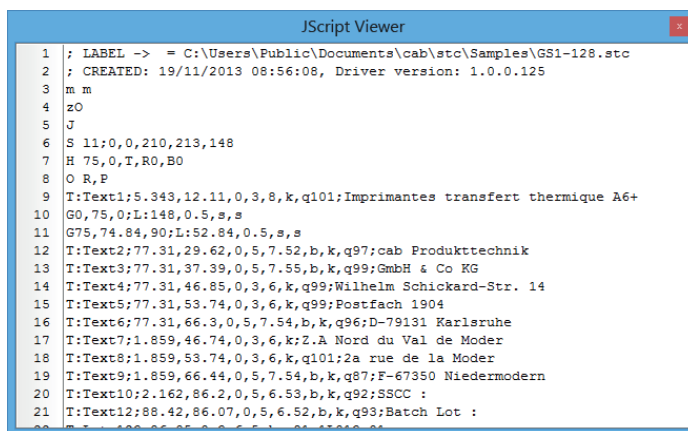 JScript Viewer
x
1 ; LABEL -> = C:\Users\Public\Documents\cab\stc\Samples\GS1-128.stc
2 ; CREATED: 19/11/2013 08:56:08, Driver version: 1.0.0.125
3 m m
4 zO
5 J
6 S l1;0,0,210,213,148
7 H 75,0,T,R0,B0
8 O R,P
9 T:Text1;5.343,12.11,0,3,8,k,q101;Imprimantes transfert thermique A6+
10 G0,75,0;L:148,0.5,s,s
11 G75,74.84,90;L:52.84,0.5,s,s
12 T:Text2;77.31,29.62,0,5,7.52,b,k,q97;cab Produkttechnik
13 T:Text3;77.31,37.39,0,5,7.55,b,k,q99;GmbH & Co KG
14 T:Text4;77.31,46.85,0,3,6,k,q99;Wilhelm Schickard-Str. 14
15 T:Text5;77.31,53.74,0,3,6,k,q99;Postfach 1904
16 T:Text6;77.31,66.3,0,5,7.54,b,k,q96;D-79131 Karlsruhe
17 T:Text7;1.859,46.74,0,3,6,k;Z.A Nord du Val de Moder
18 T:Text8;1.859,53.74,0,3,6,k,q101;2a rue de la Moder
19 T:Text9;1.859,66.44,0,5,7.54,b,k,q87;F-67350 Niedermodern
20 T:Text10;2.162,86.2,0,5,6.53,b,k,q92;SSCC :
21 T:Text12;88.42,86.07,0,5,6.52,b,k,q93;Batch Lot :